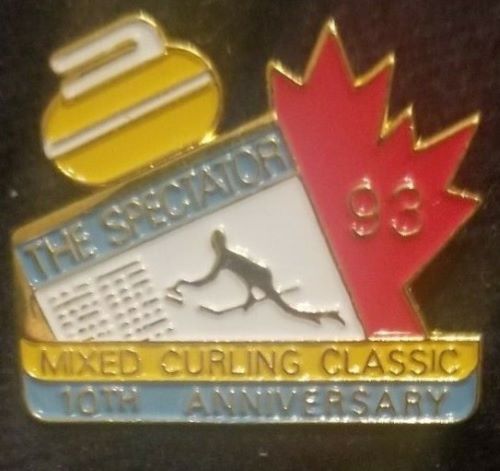 THE SPECTATOR
93
MIXED CURLING CLASSIC
10TH ANNIVERSARY